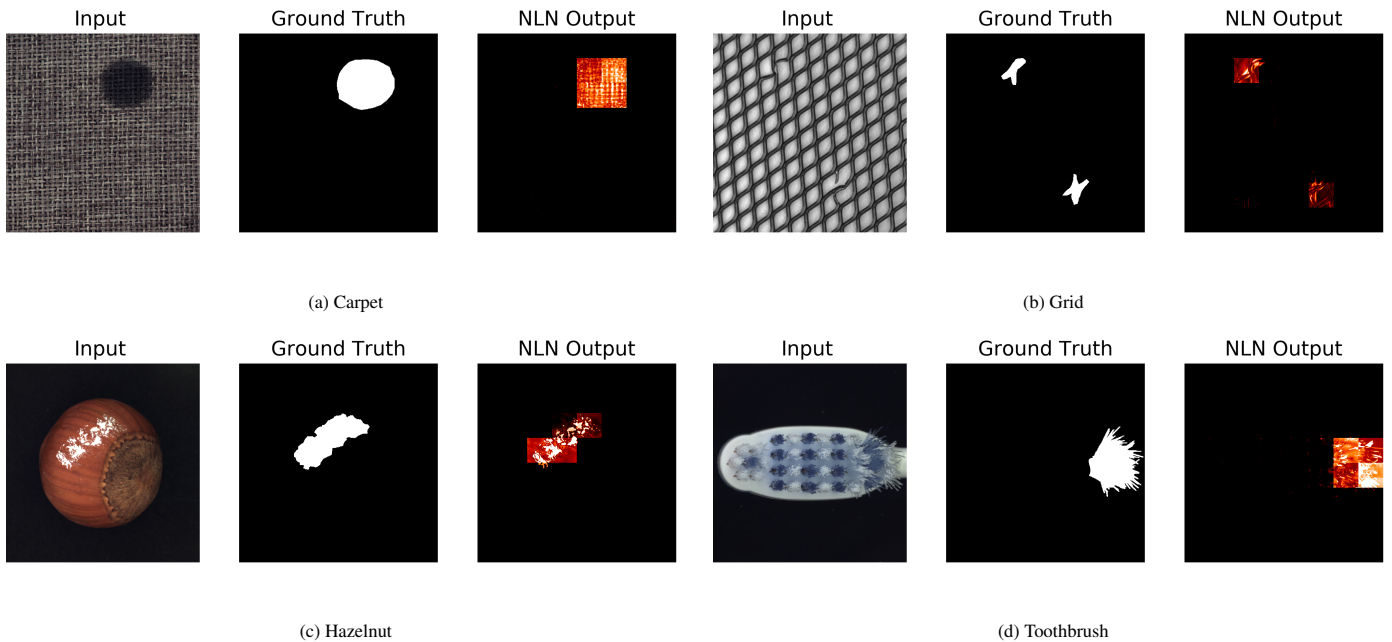 Input Ground Truth NLN Output Input Ground Truth NLN Output
(a) Carpet (b) Grid
Input Ground Truth NLN Output Input Ground Truth NLN Output
(c) Hazelnut (d) Toothbrush